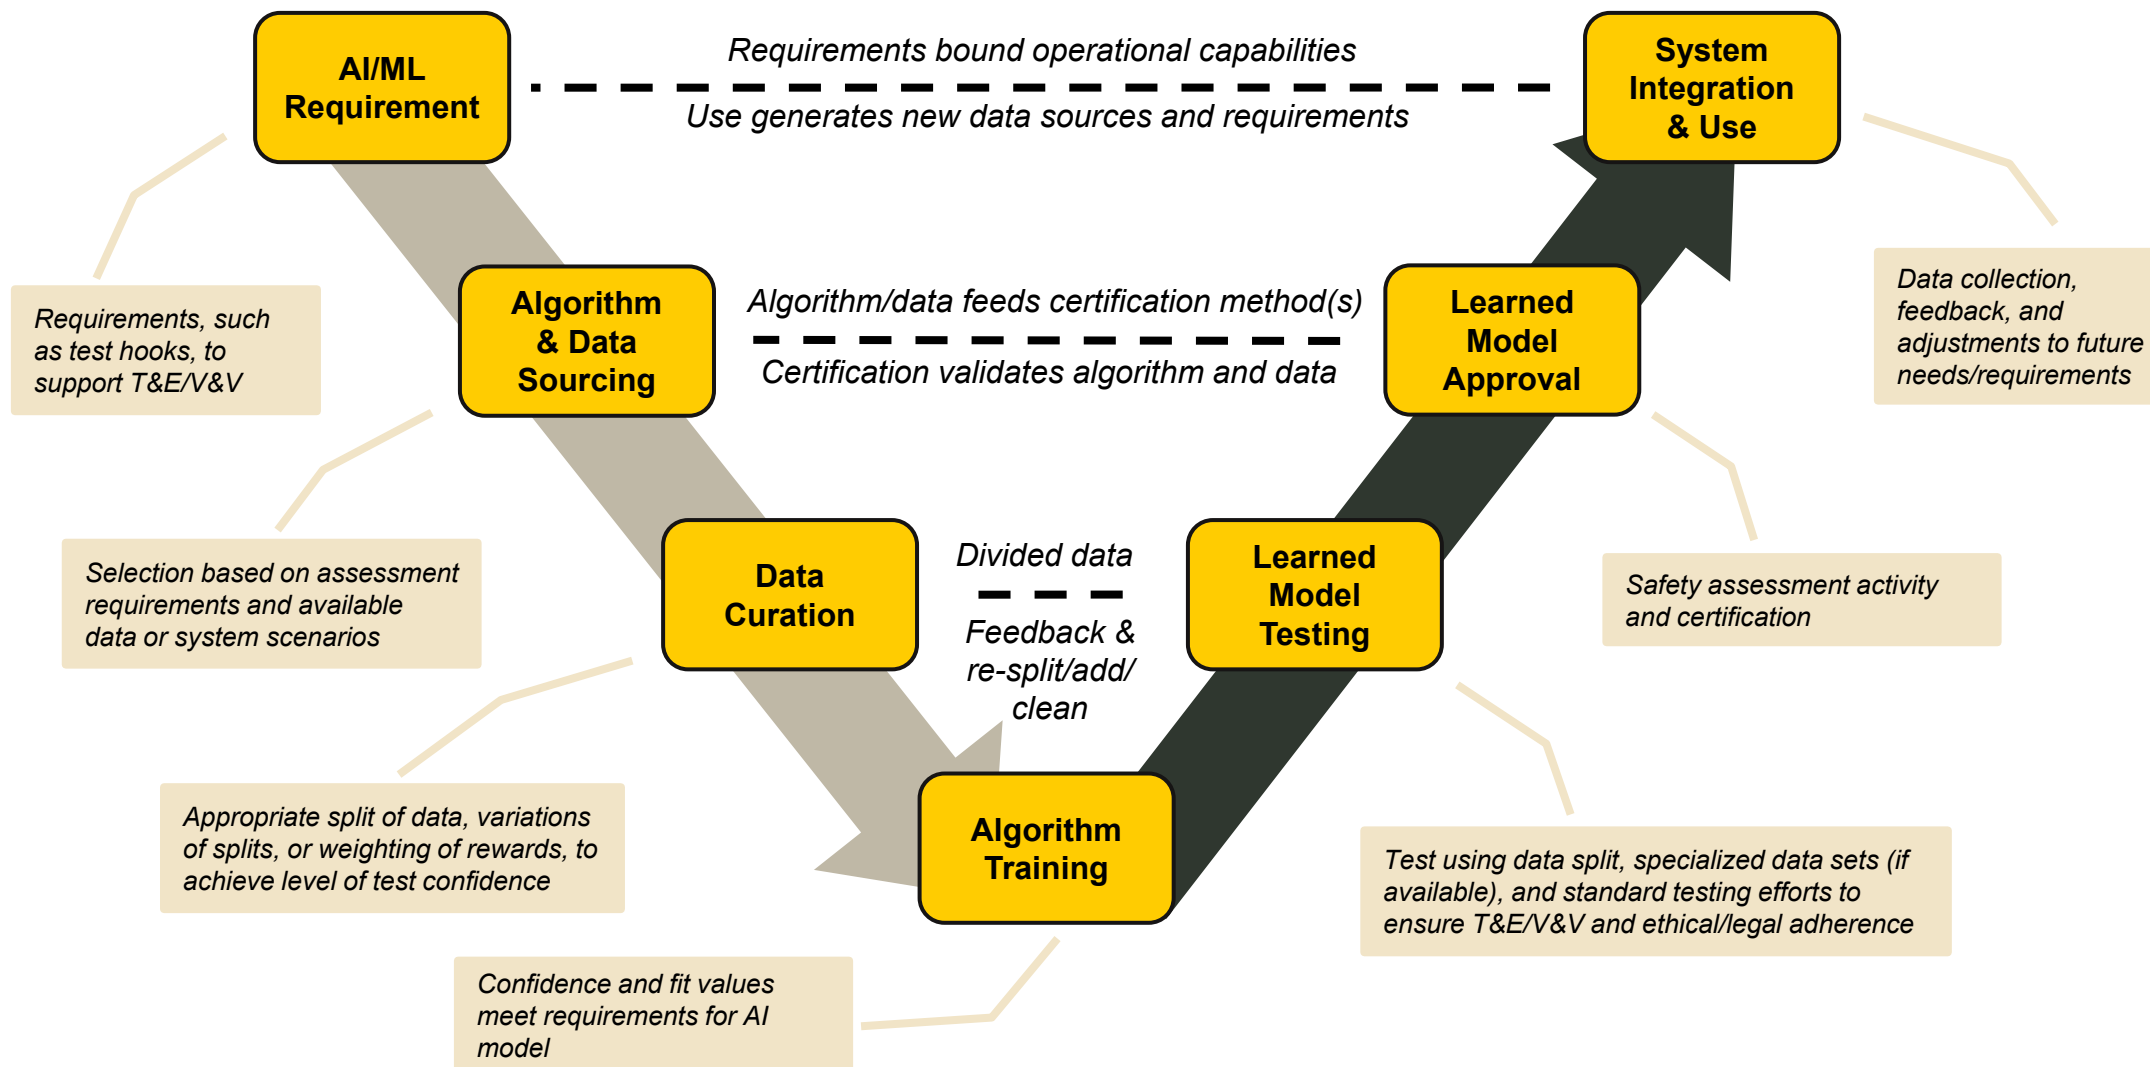 AI/ML
Requirement
Requirements bound operational capabilities
Use generates new data sources and requirements
System
Integration
& Use
Requirements, such
as test hooks, to
support T&E/V&V
Algorithm
& Data
Sourcing
Algorithm/data feeds certification method(s)
Certification validates algorithm and data
Learned
Model
Approval
Data collection,
feedback, and
adjustments to future
needs/requirements
Selection based on assessment
requirements and available
data or system scenarios
Data
Curation
Divided data
Feedback &
re-split/add/
clean
Learned
Model
Testing
Safety assessment activity
and certification
Appropriate split of data, variations
of splits, or weighting of rewards, to
achieve level of test confidence
Algorithm
Training
Test using data split, specialized data sets (if
available), and standard testing efforts to
ensure T&E/V&V and ethical/legal adherence
Confidence and fit values
meet requirements for AI
model